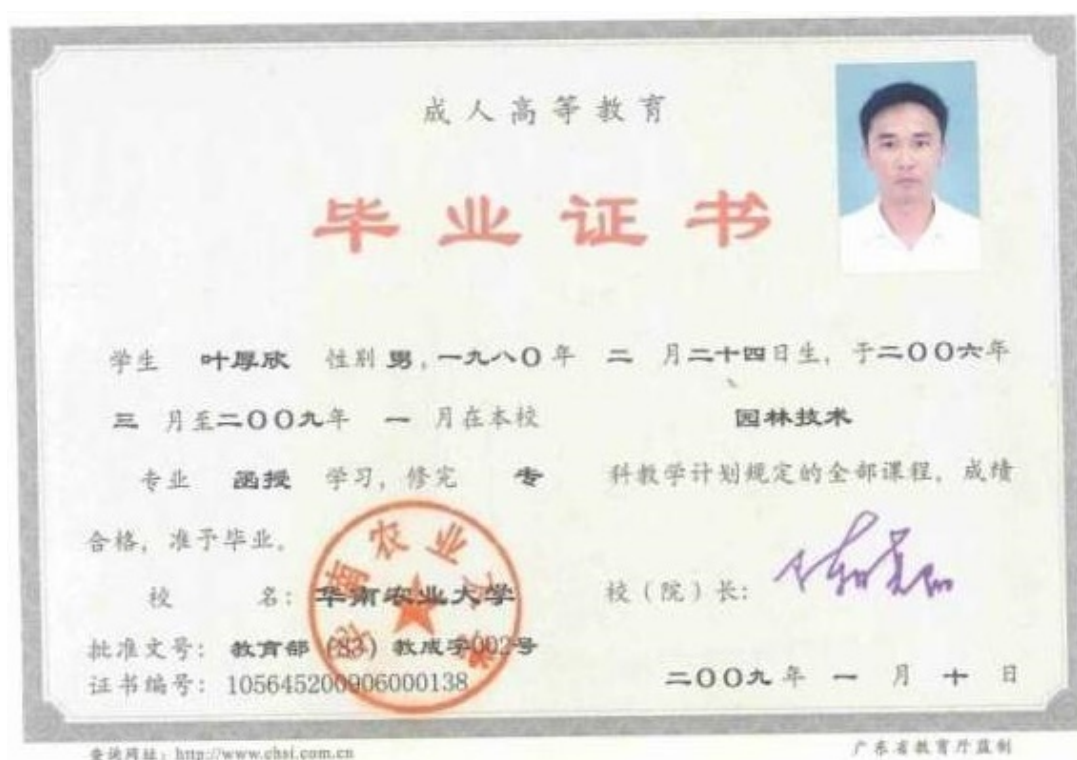 成人高等教育
毕业证书
学生 叶厚欣 性别 男，一九八〇年 二 月二十四日生，于二〇〇六年
三 月至二〇〇九年 一 月在本校 园林技术
专业 函授 学习，修完 专 科教学计划规定的全部课程，成绩
合格，准予毕业。
校 名：华南农业大学 校（院）长：
批准文号：教育部（83）教成字002号
证书编号：105645200906000138 二〇〇九年 一 月 十 日
华南农业大学
查询网址：http://www.chsi.com.cn 广东省教育厅监制